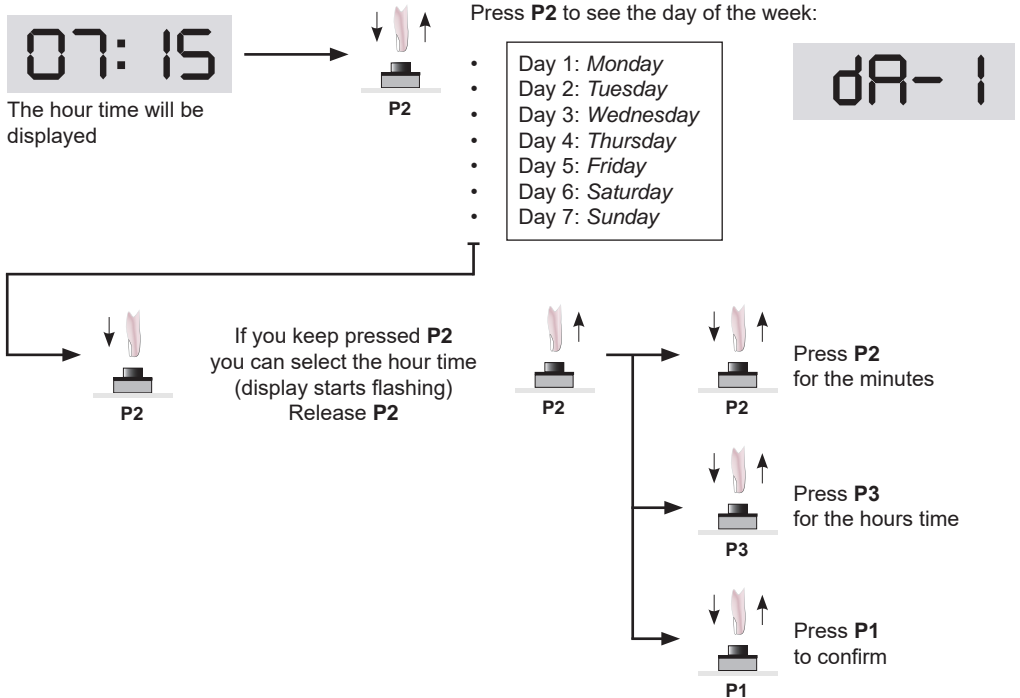 07:15
The hour time will be
displayed
P2
Press P2 to see the day of the week:
• Day 1: Monday
• Day 2: Tuesday
• Day 3: Wednesday
• Day 4: Thursday
• Day 5: Friday
• Day 6: Saturday
• Day 7: Sunday
dA- 1
P2
If you keep pressed P2
you can select the hour time
(display starts flashing)
Release P2
P2
P2
Press P2
for the minutes
P3
Press P3
for the hours time
P1
Press P1
to confirm